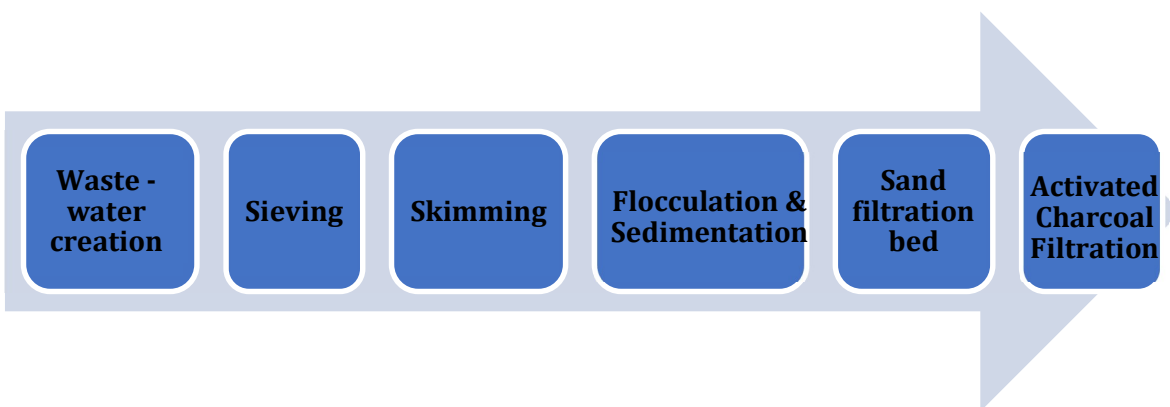 Waste -
water
creation
Sieving
Skimming
Flocculation &
Sedimentation
Sand
filtration
bed
Activated
Charcoal
Filtration